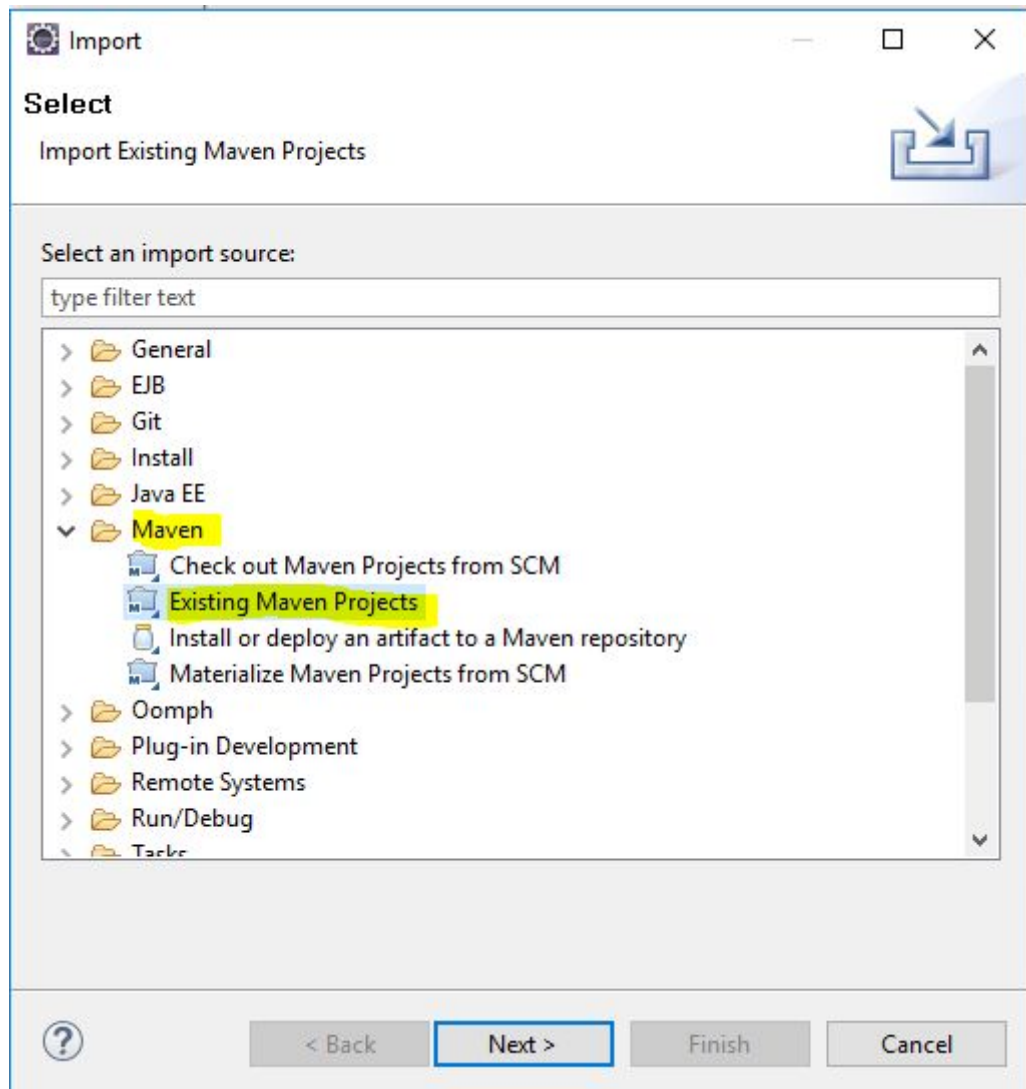 Import
Select
Import Existing Maven Projects
Select an import source:
type filter text
General
EJB
Git
Install
Java EE
Maven
Check out Maven Projects from SCM
Existing Maven Projects
Install or deploy an artifact to a Maven repository
Materialize Maven Projects from SCM
Oomph
Plug-in Development
Remote Systems
Run/Debug
Tasks
? < Back Next > Finish Cancel